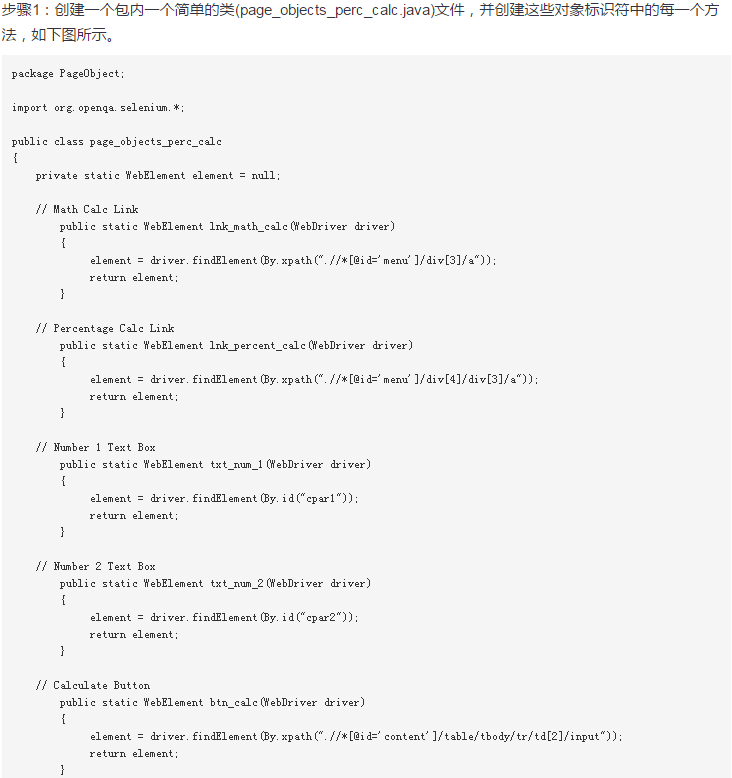 步骤1：创建一个包内一个简单的类(page_objects_perc_calc.java)文件，并创建这些对象标识符中的每一个方
法，如下图所示。
package PageObject;
import org.openqa.selenium.*;
public class page_objects_perc_calc
{
private static WebElement element = null;
// Math Calc Link
public static WebElement lnk_math_calc(WebDriver driver)
{
element = driver.findElement(By.xpath(".//*[@id='menu']/div[3]/a"));
return element;
}
// Percentage Calc Link
public static WebElement lnk_percent_calc(WebDriver driver)
{
element = driver.findElement(By.xpath(".//*[@id='menu']/div[4]/div[3]/a"));
return element;
}
// Number 1 Text Box
public static WebElement txt_num_1(WebDriver driver)
{
element = driver.findElement(By.id("cpar1"));
return element;
}
// Number 2 Text Box
public static WebElement txt_num_2(WebDriver driver)
{
element = driver.findElement(By.id("cpar2"));
return element;
}
// Calculate Button
public static WebElement btn_calc(WebDriver driver)
{
element = driver.findElement(By.xpath(".//*[@id='content']/table/tbody/tr/td[2]/input"));
return element;
}